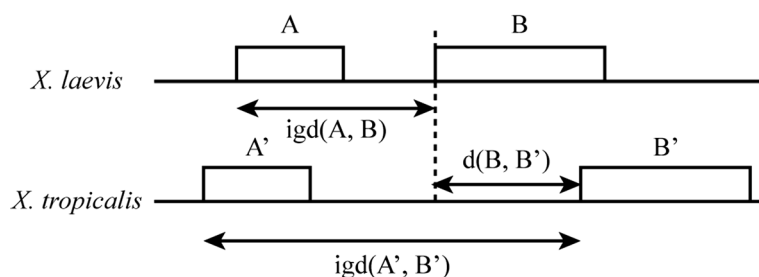 A B
X. laevis
igd(A, B)
A’ d(B, B’) B’
X. tropicalis
igd(A’, B’)